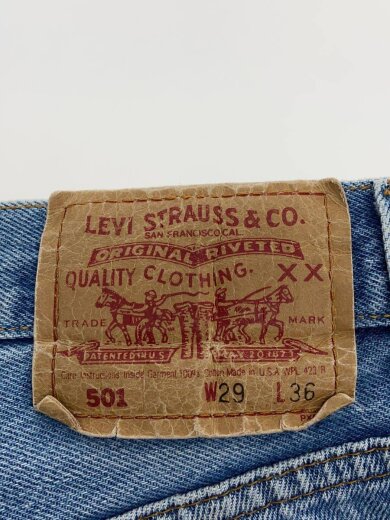 LEVI STRAUSS & CO.
SAN FRANCISCO, CAL.
ORIGINAL RIVETED
QUALITY CLOTHING. XX
TRADE MARK
PATENTED IN U.S. MAY 20 1873
Care Instructions Inside Garment 100% Cotton Made in U.S.A. WPL 423 R
501 W29 L36